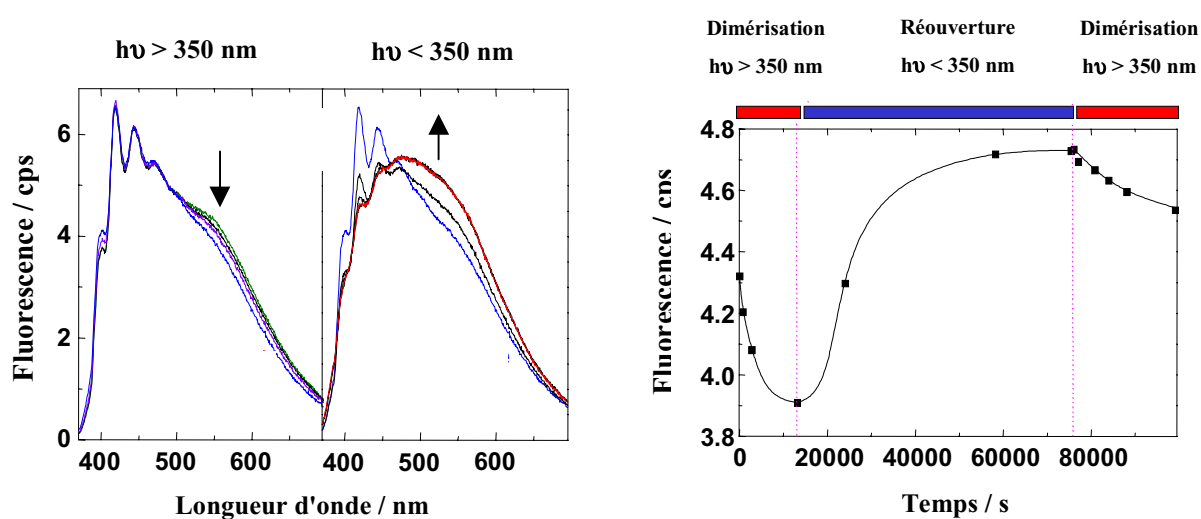 hυ > 350 nm
hυ < 350 nm
Fluorescence / cps
6
4
2
0
400
500
600
400
500
600
Longueur d'onde / nm
Dimérisation
Réouverture
Dimérisation
hυ > 350 nm
hυ < 350 nm
hυ > 350 nm
Fluorescence / cps
4.8
4.6
4.4
4.2
4.0
3.8
0
20000
40000
60000
80000
Temps / s